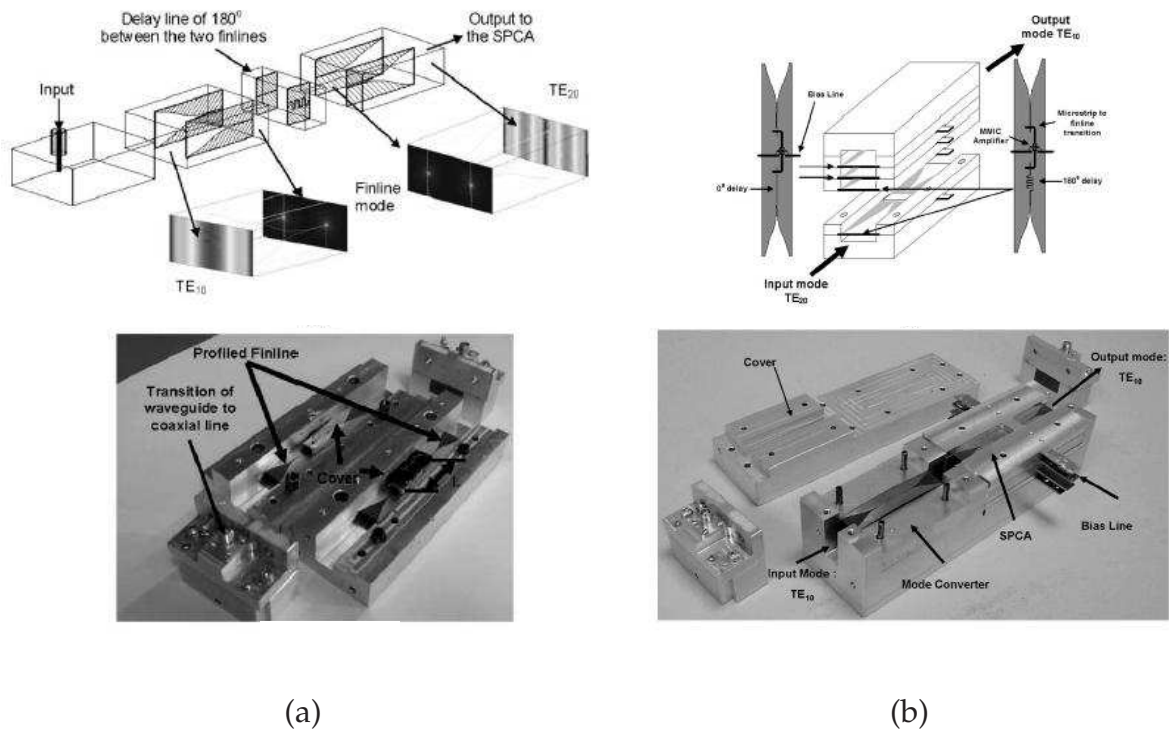 Delay line of 180°
between the two finlines
Output to
the SPCA
Input
TE20
Finline
mode
TE10
Output
mode TE10
Bias Line
Microstrip to
finline
transition
MMIC
Amplifier
0° delay
180° delay
Input mode
TE20
Profiled Finline
Transition of
waveguide to
coaxial line
Cover
L
Cover
Output mode:
TE10
Bias Line
SPCA
Mode Converter
Input Mode :
TE10
(a)
(b)